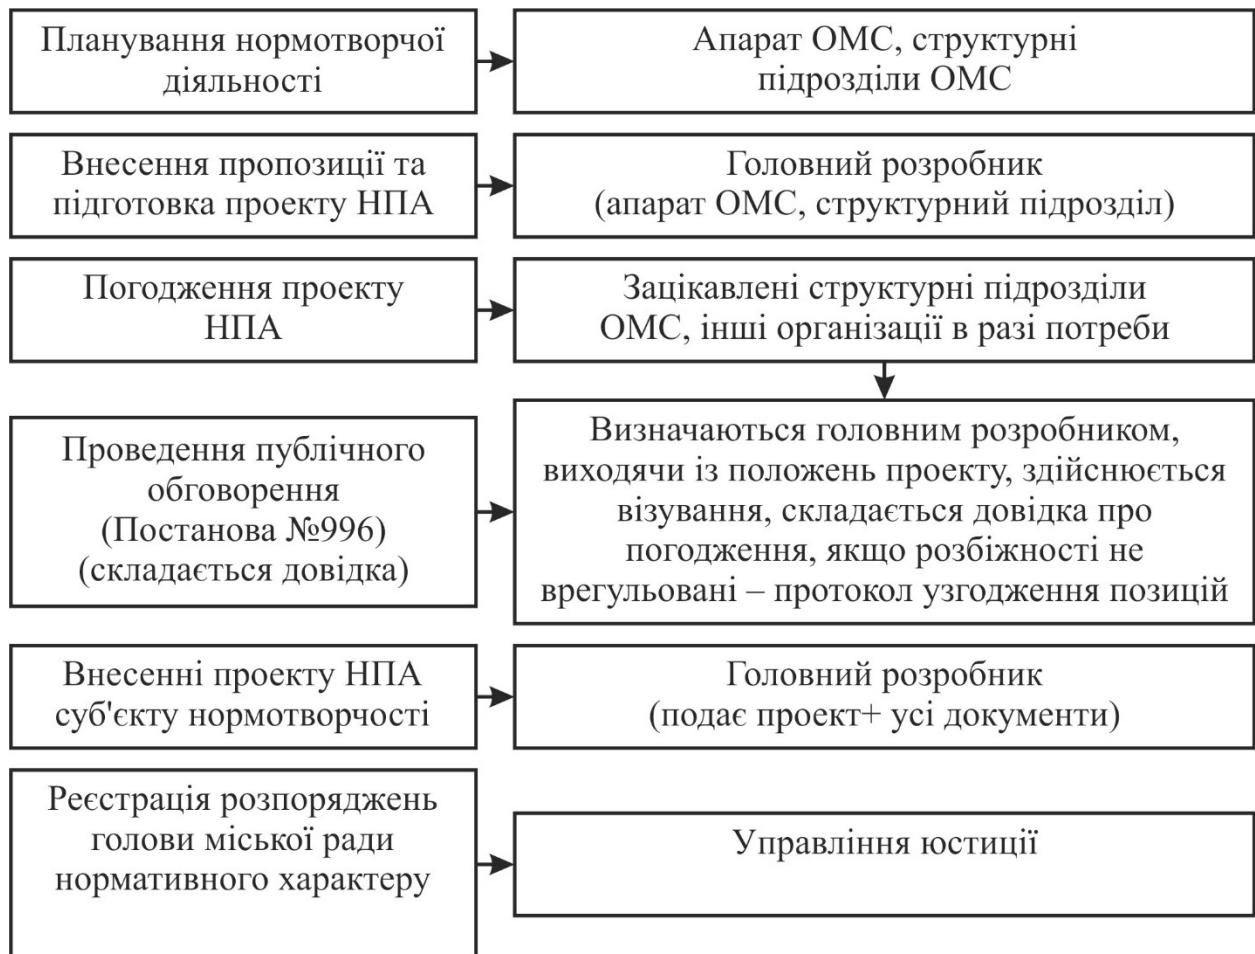 Планування нормотворчої
діяльності
Апарат ОМС, структурні
підрозділи ОМС
Внесення пропозиції та
підготовка проекту НПА
Головний розробник
(апарат ОМС, структурний підрозділ)
Погодження проекту
НПА
Зацікавлені структурні підрозділи
ОМС, інші організації в разі потреби
Проведення публічного
обговорення
(Постанова №996)
(складається довідка)
Визначаються головним розробником,
виходячи із положень проекту, здійснюється
візування, складається довідка про
погодження, якщо розбіжності не
врегульовані – протокол узгодження позицій
Внесенні проекту НПА
суб'єкту нормотворчості
Головний розробник
(подає проект+ усі документи)
Реєстрація розпоряджень
голови міської ради
нормативного характеру
Управління юстиції